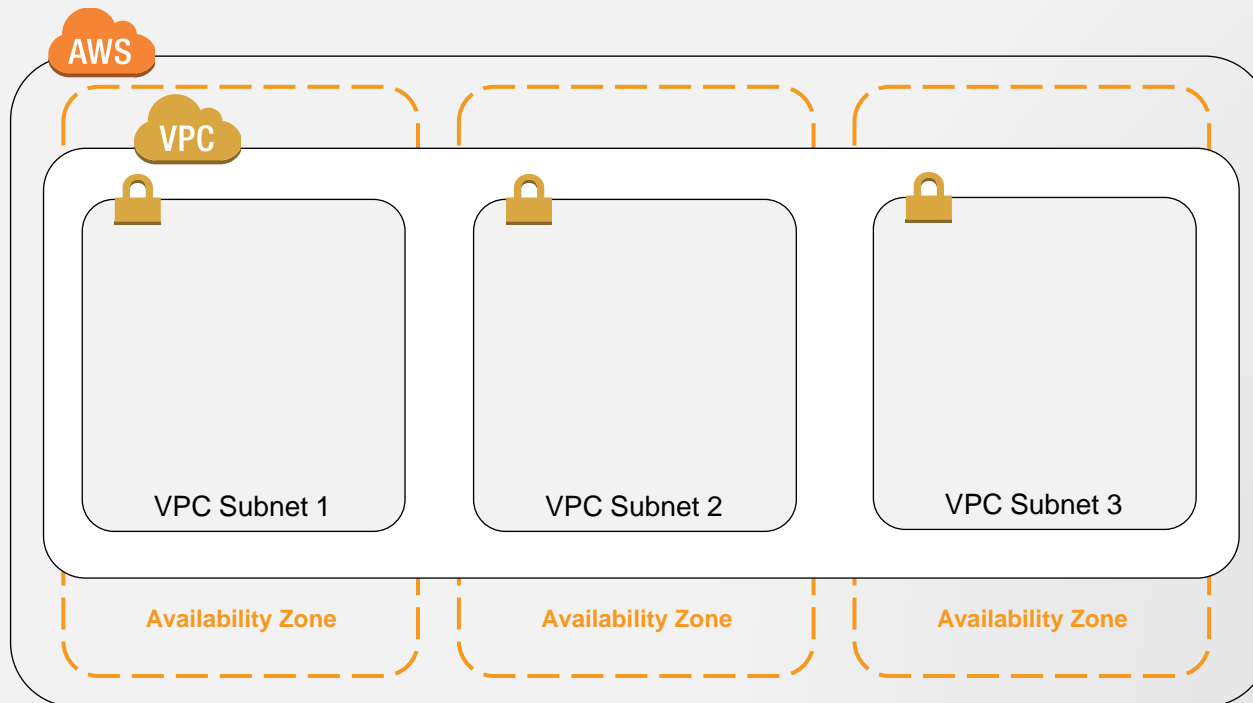 AWS
VPC
VPC Subnet 1
VPC Subnet 2
VPC Subnet 3
Availability Zone
Availability Zone
Availability Zone